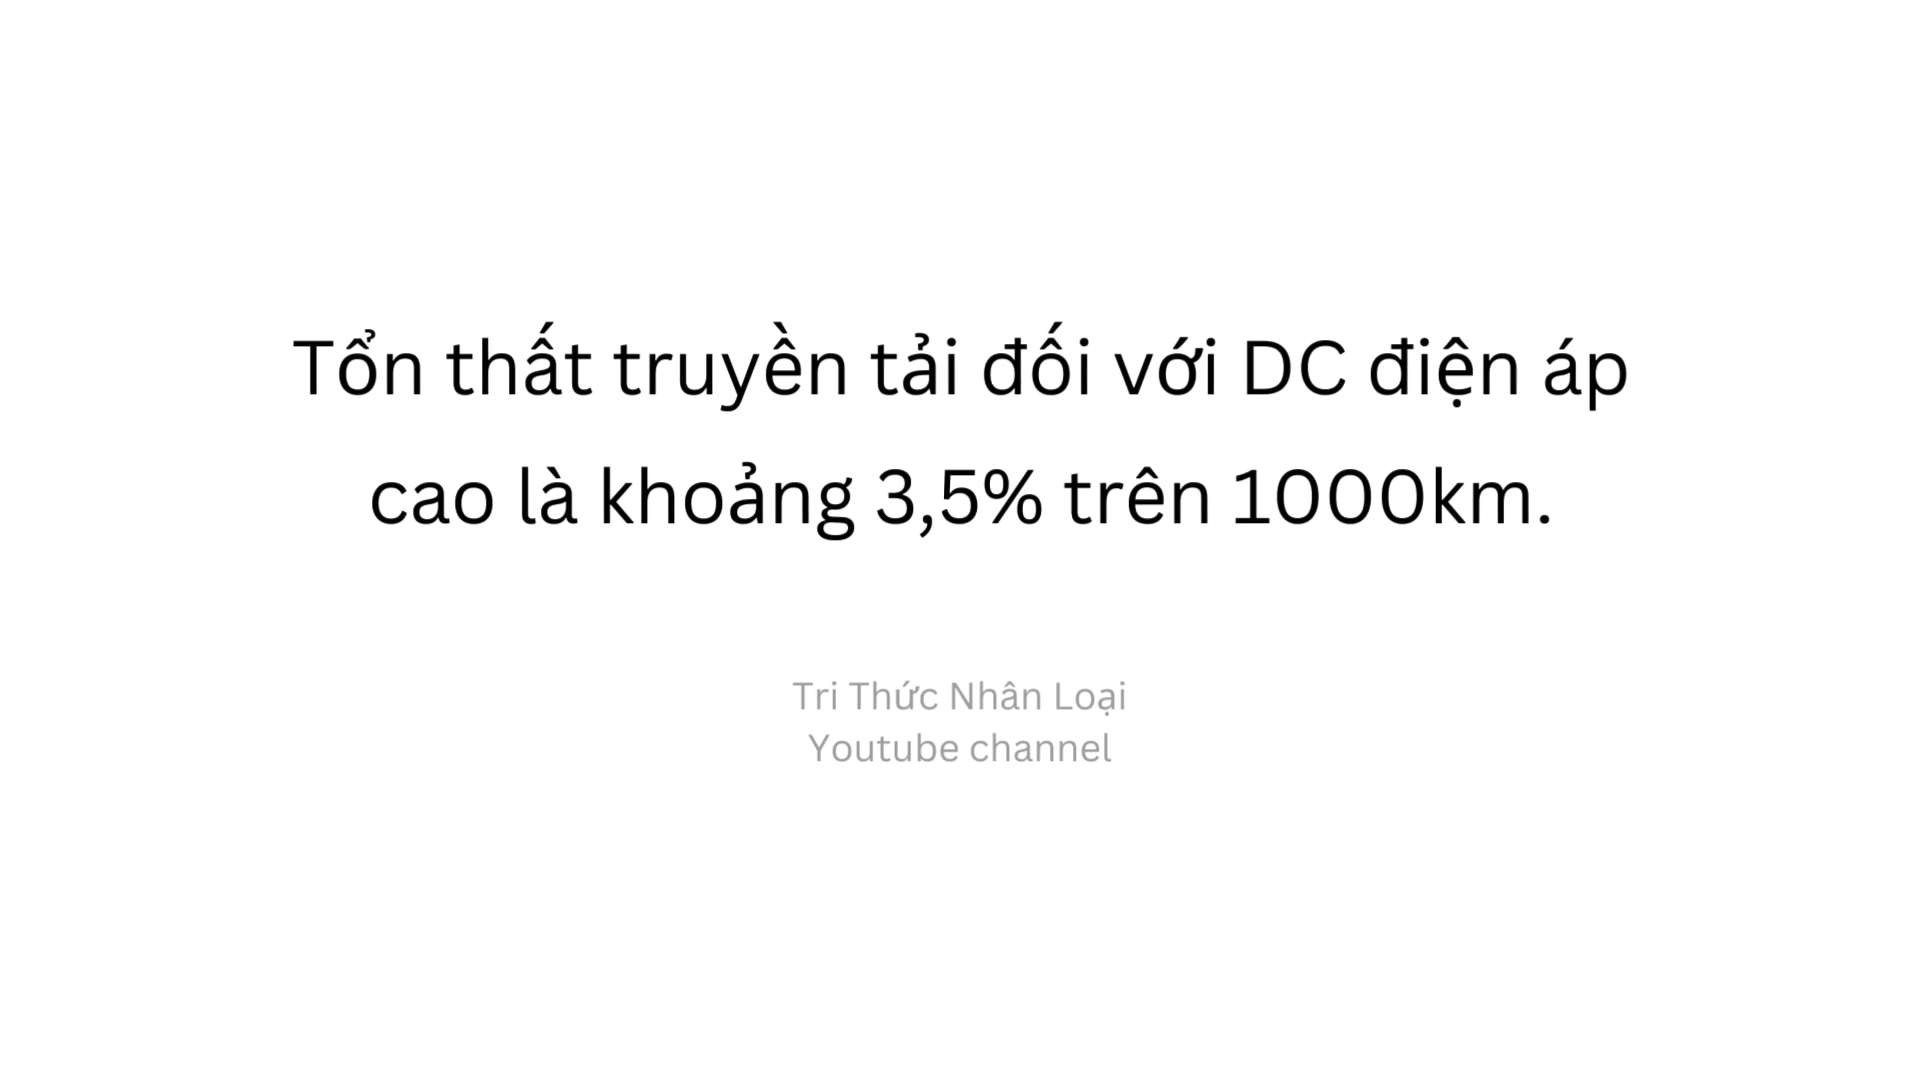 Tổn thất truyền tải đối với DC điện áp
cao là khoảng 3,5% trên 1000km.
Tri Thức Nhân Loại
Youtube channel